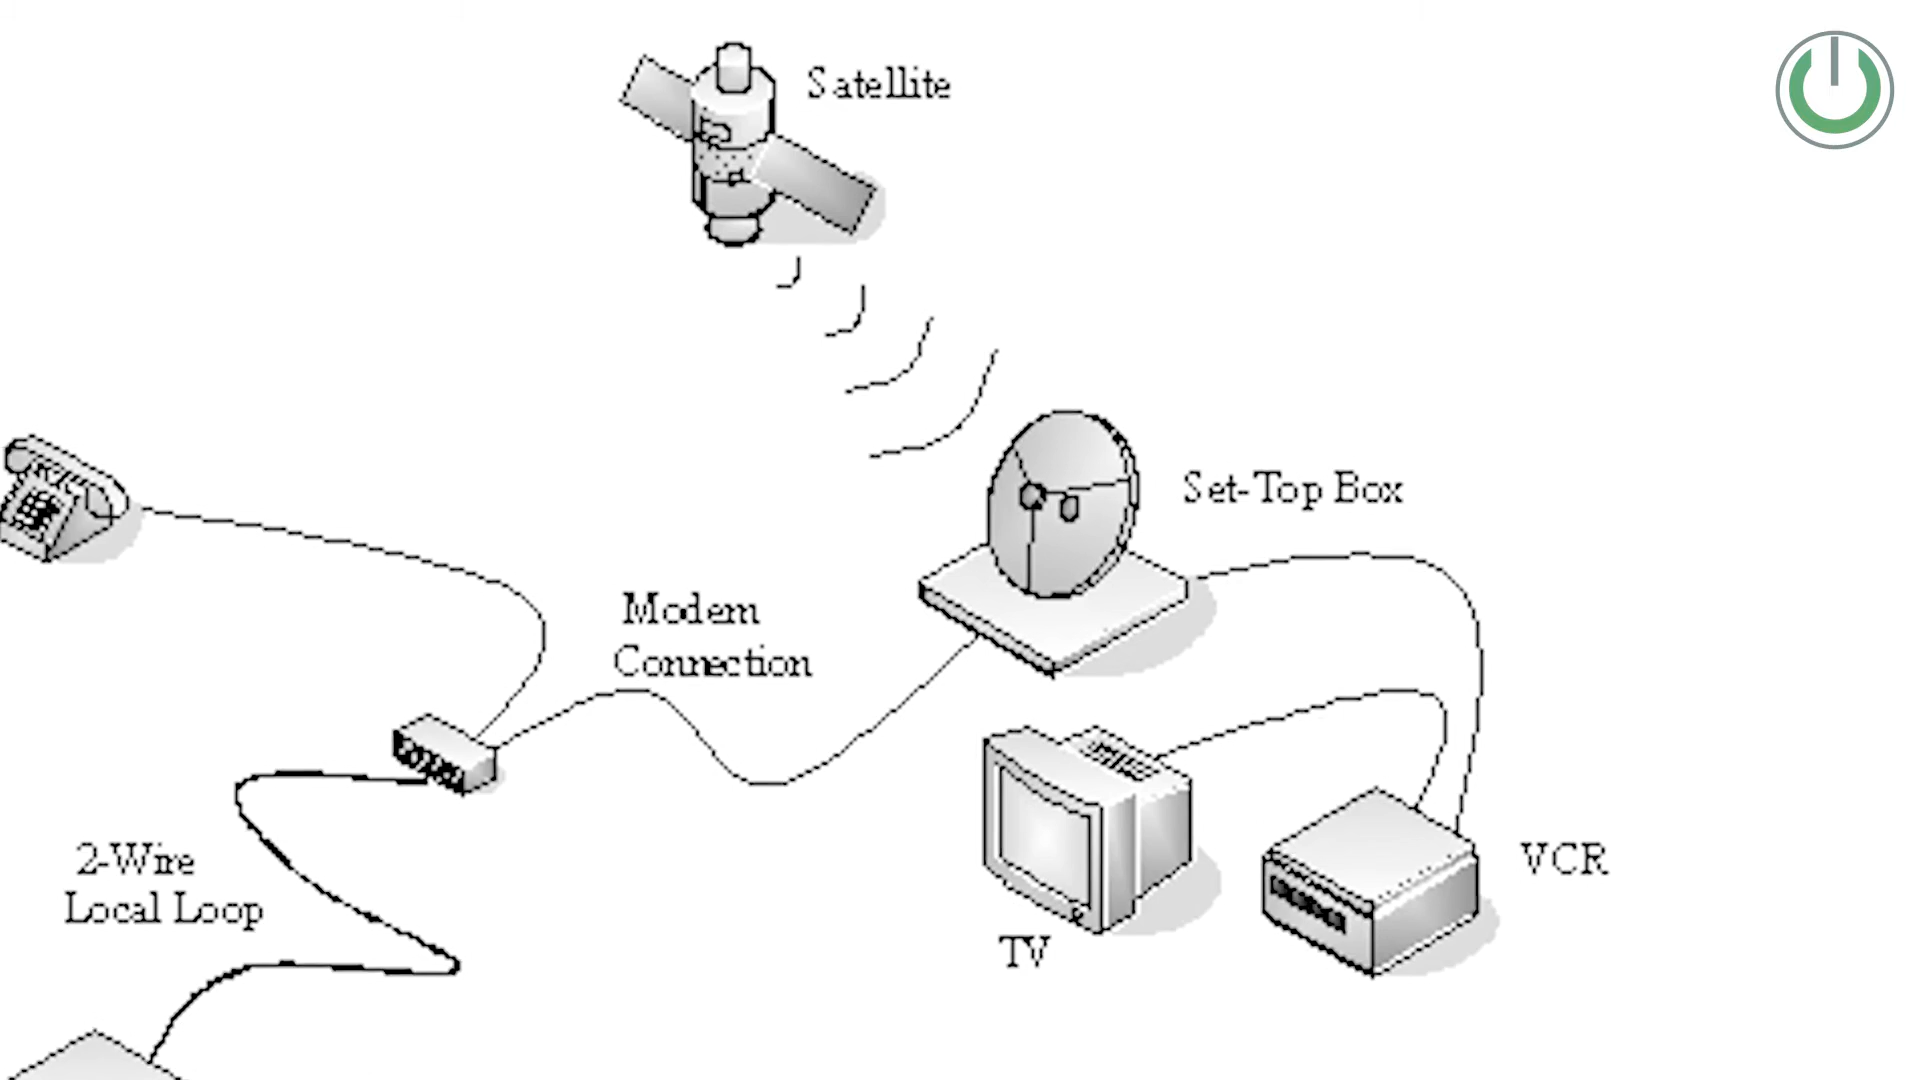 Satellite
Set-Top Box
Modem
Connection
2-Wire
Local Loop
VCR
TV